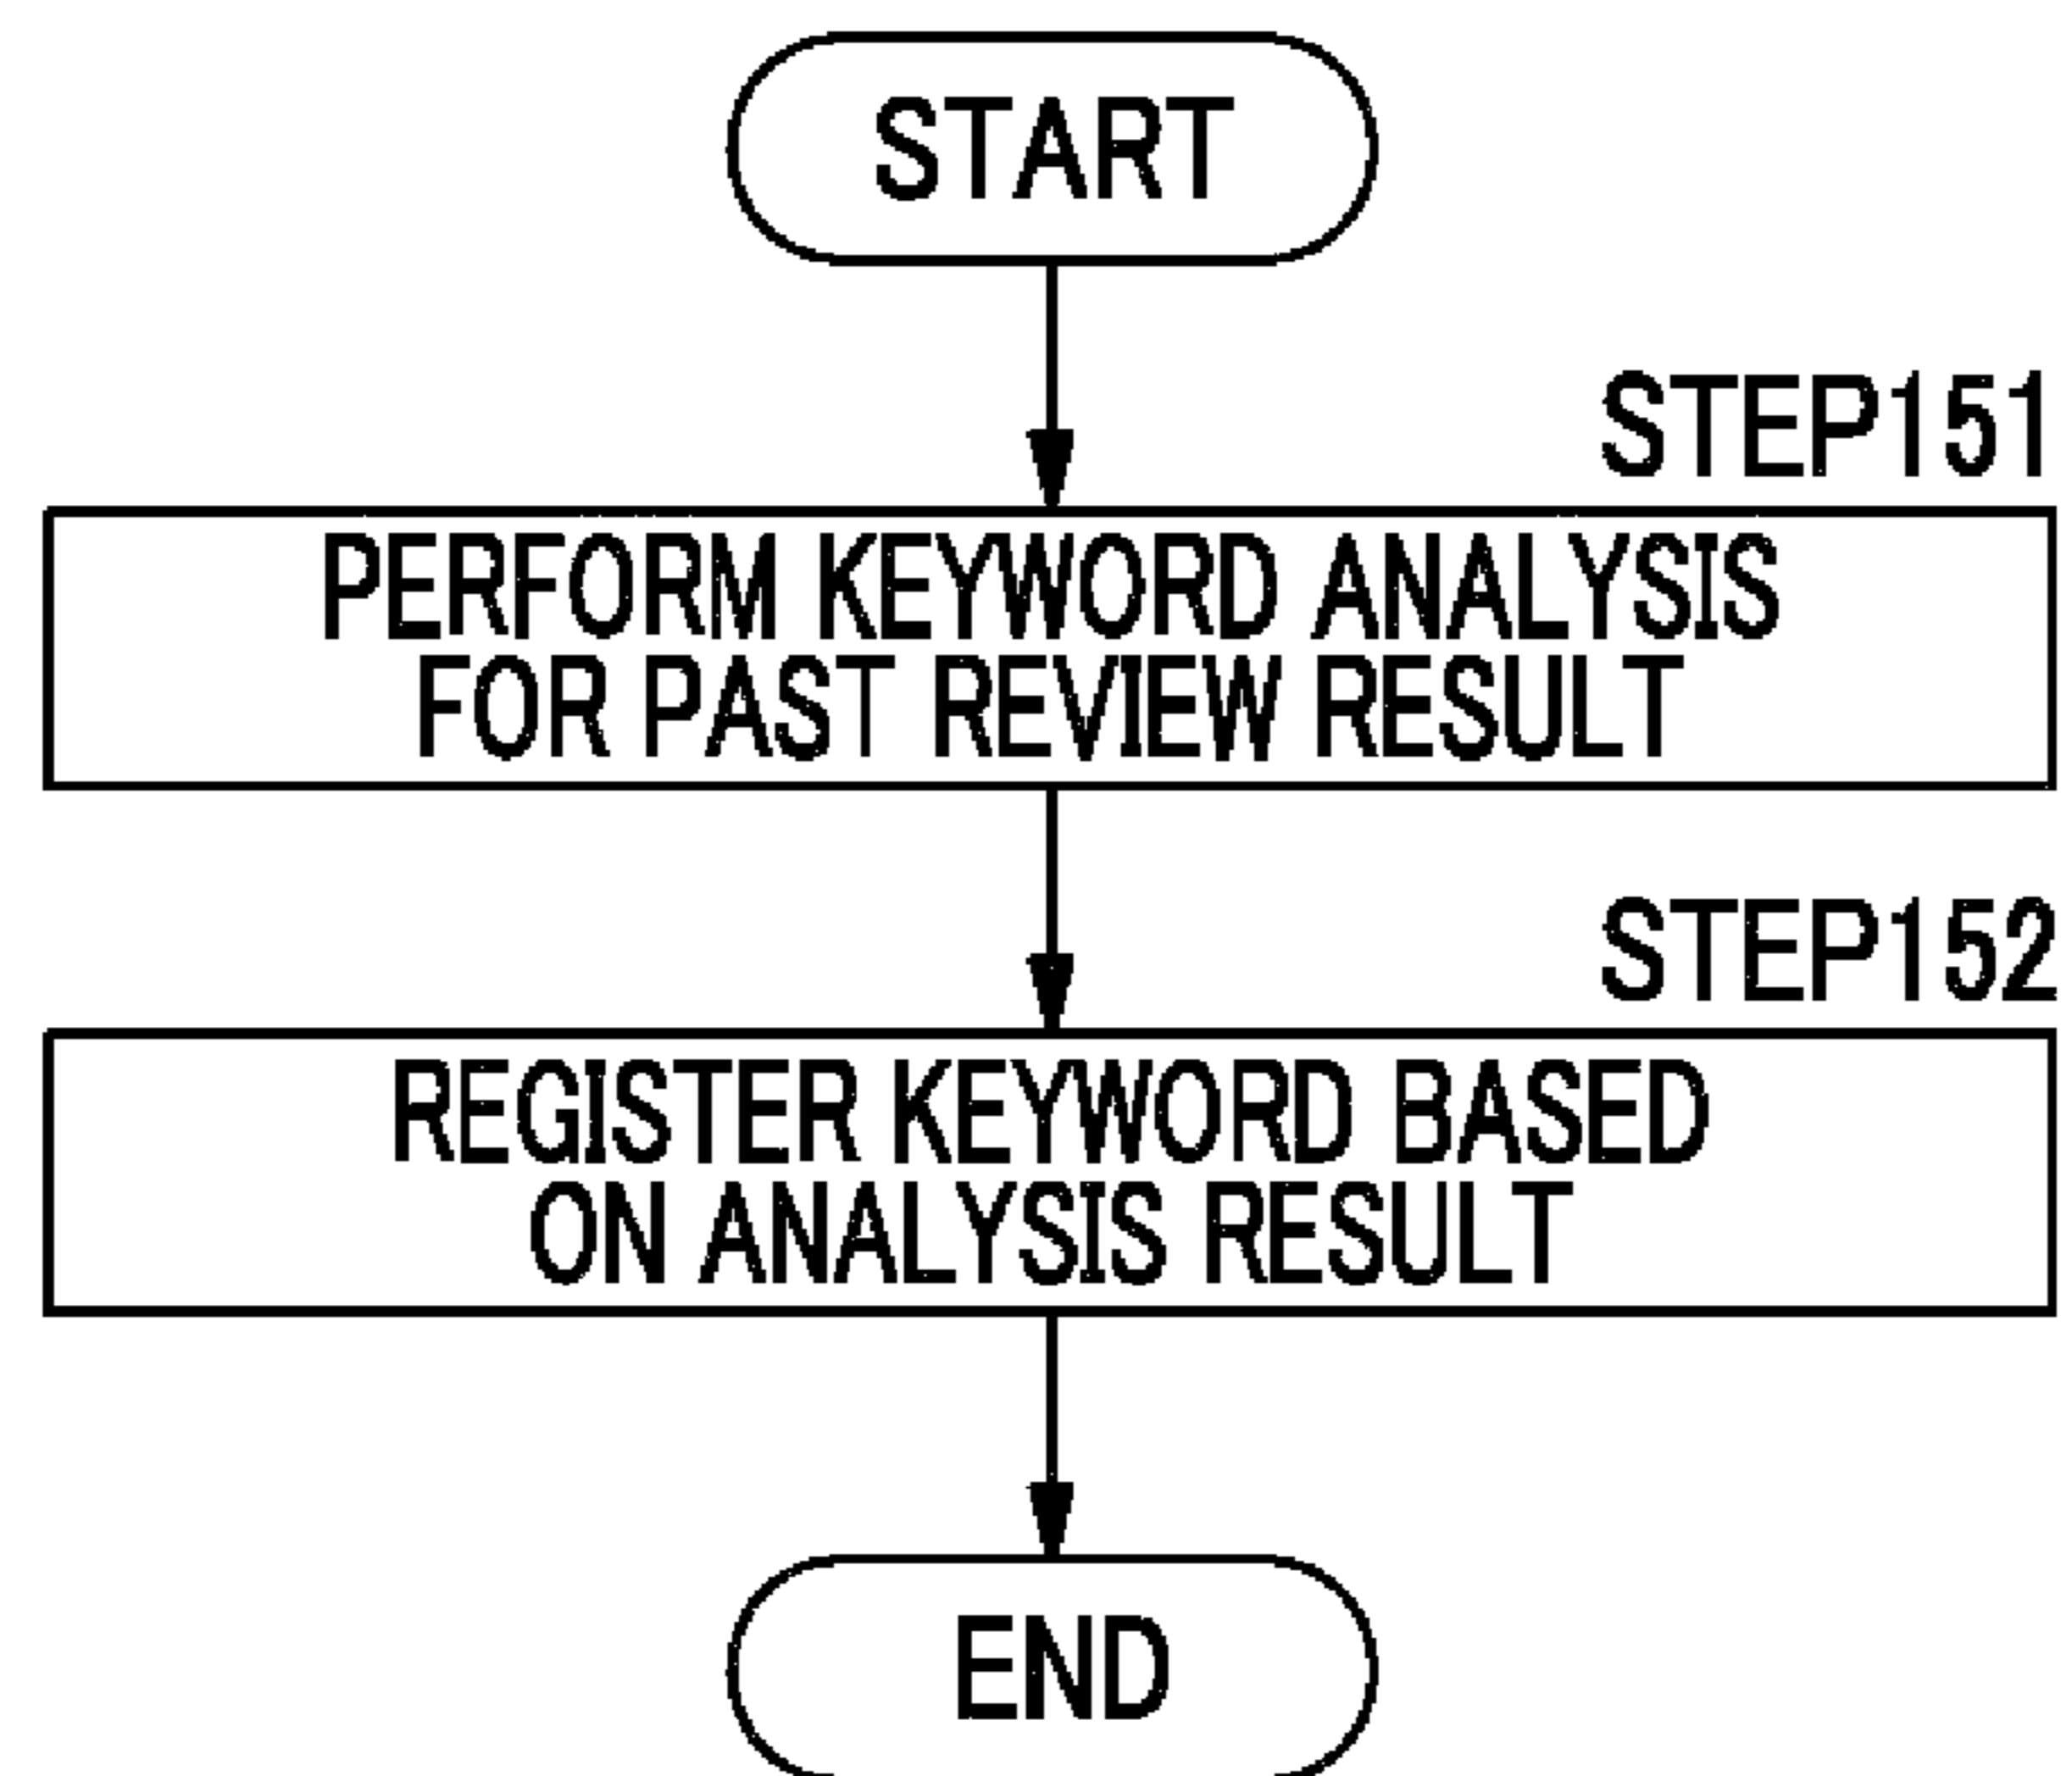 START
STEP151
PERFORM KEYWORD ANALYSIS
FOR PAST REVIEW RESULT
STEP152
REGISTER KEYWORD BASED
ON ANALYSIS RESULT
END